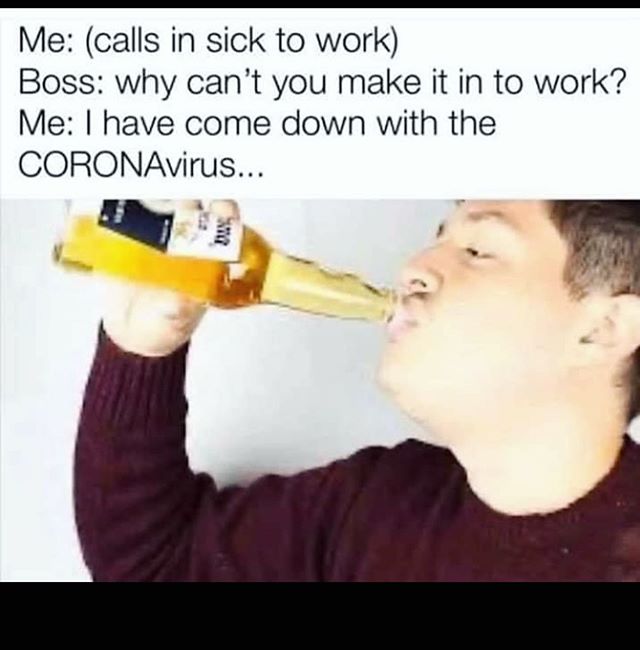 Me: (calls in sick to work)
Boss: why can't you make it in to work?
Me: I have come down with the
CORONAvirus...